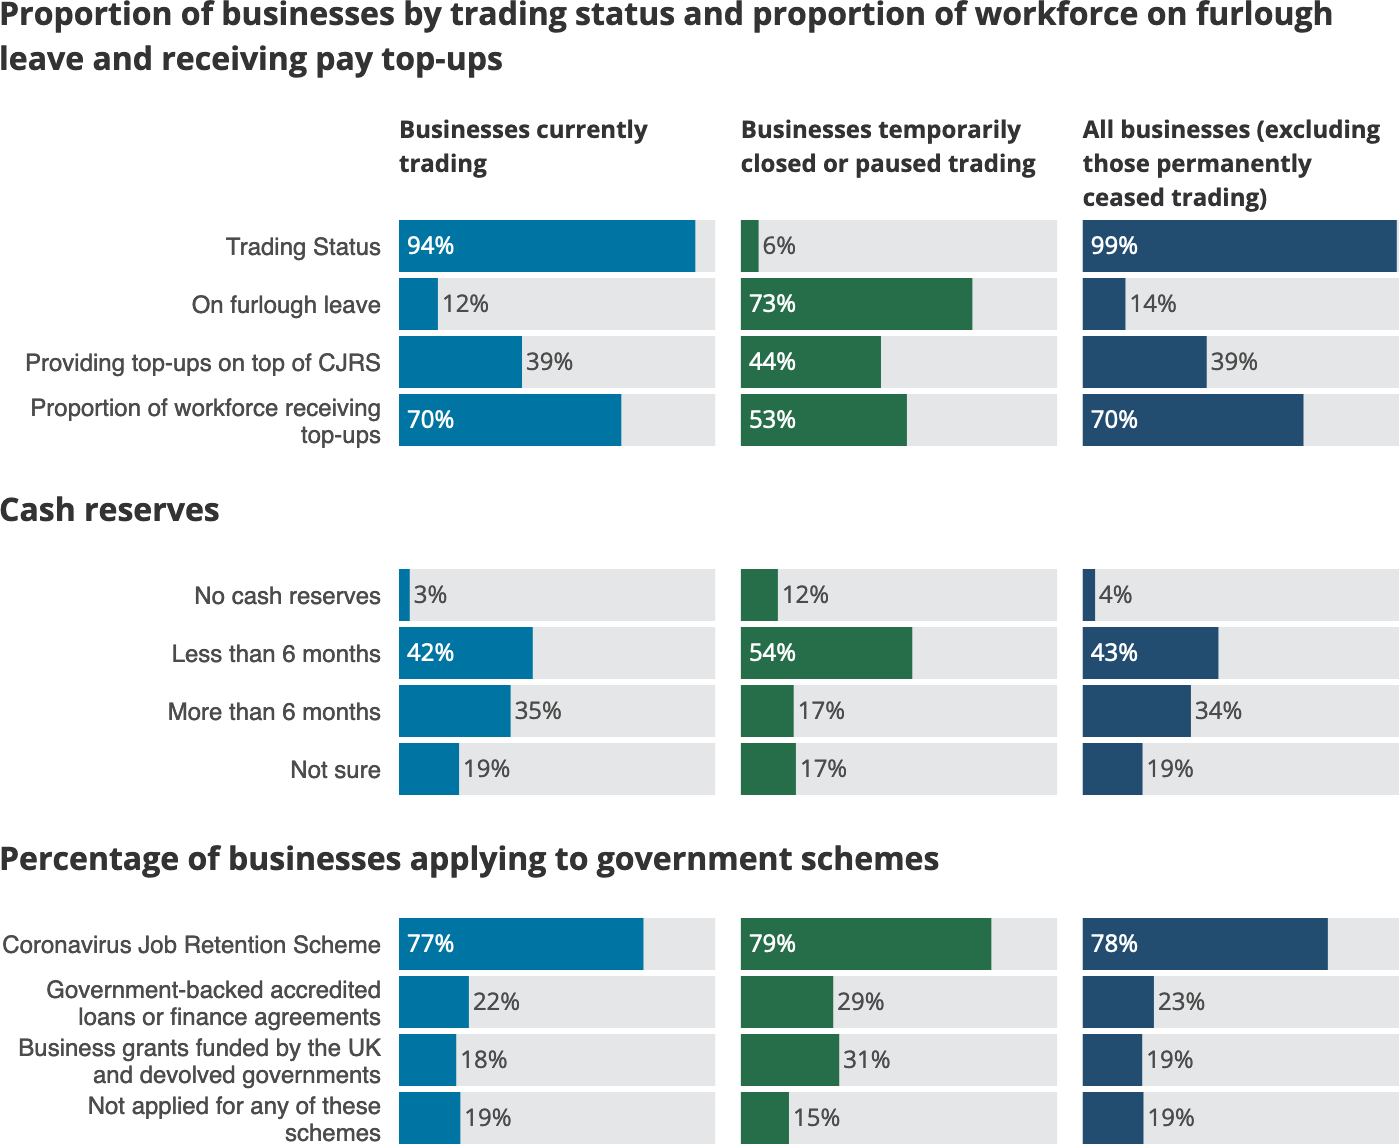 Proportion of businesses by trading status and proportion of workforce on furlough
leave and receiving pay top-ups
Businesses currently
trading
Businesses temporarily
closed or paused trading
All businesses (excluding
those permanently
ceased trading)
Trading Status 94% 6% 99%
On furlough leave 12% 73% 14%
Providing top-ups on top of CJRS 39% 44% 39%
Proportion of workforce receiving
top-ups 70% 53% 70%
Cash reserves
No cash reserves 3% 12% 4%
Less than 6 months 42% 54% 43%
More than 6 months 35% 17% 34%
Not sure 19% 17% 19%
Percentage of businesses applying to government schemes
Coronavirus Job Retention Scheme 77% 79% 78%
Government-backed accredited
loans or finance agreements 22% 29% 23%
Business grants funded by the UK
and devolved governments 18% 31% 19%
Not applied for any of these
schemes 19% 15% 19%